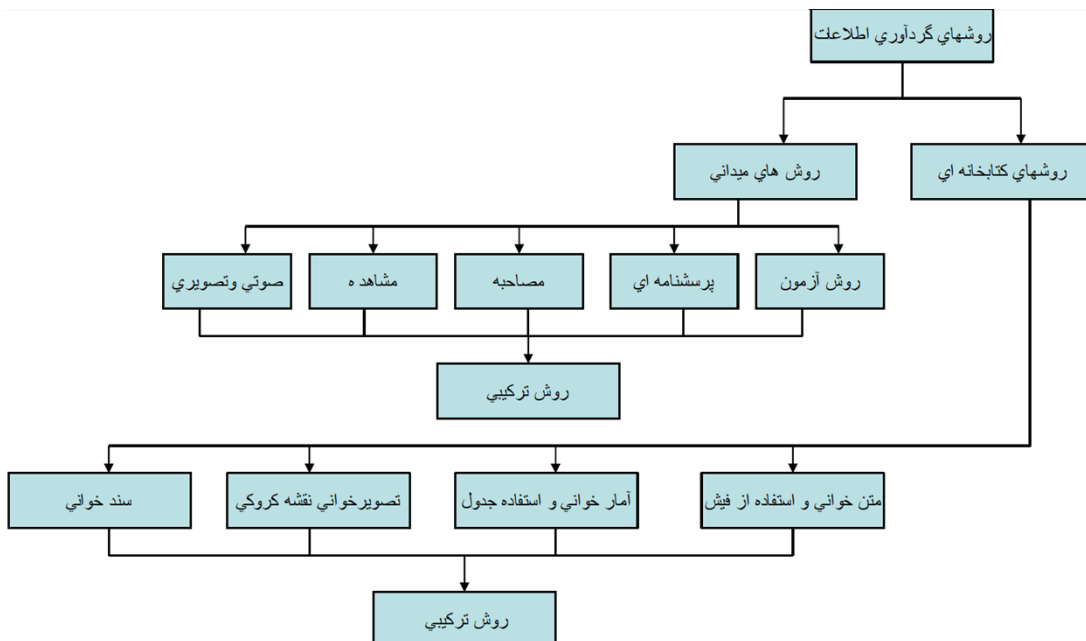 روشهاي گردآوري اطلاعات
روشهاي كتابخانه اي
روش هاي ميداني
روش آزمون
پرسشنامه اي
مصاحبه
مشاهد ه
صوتي وتصويري
روش تركيبي
متن خواني و استفاده از فيش
آمار خواني و استفاده جدول
تصويرخواني نقشه كروكي
سند خواني
روش تركيبي